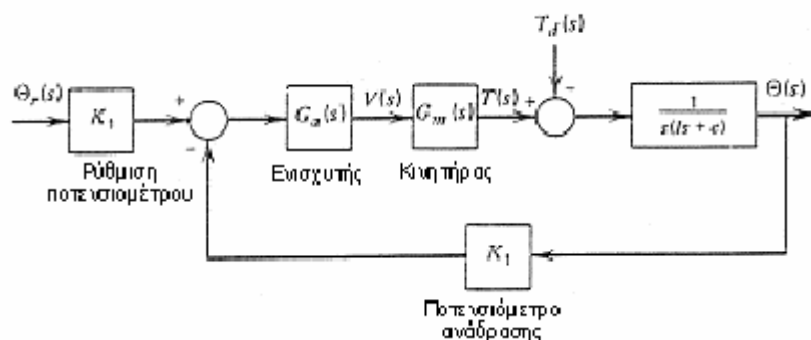 T_d(s)
Θ_r(s)
K_1
+
−
G_a(s)
V(s)
G_m(s)
T(s)
+
−
1
s(Is + c)
Θ(s)
Ρύθμιση
ποτενσιομέτρου
Ενισχυτής
Κινητήρας
K_1
Ποτενσιόμετρο
ανάδρασης